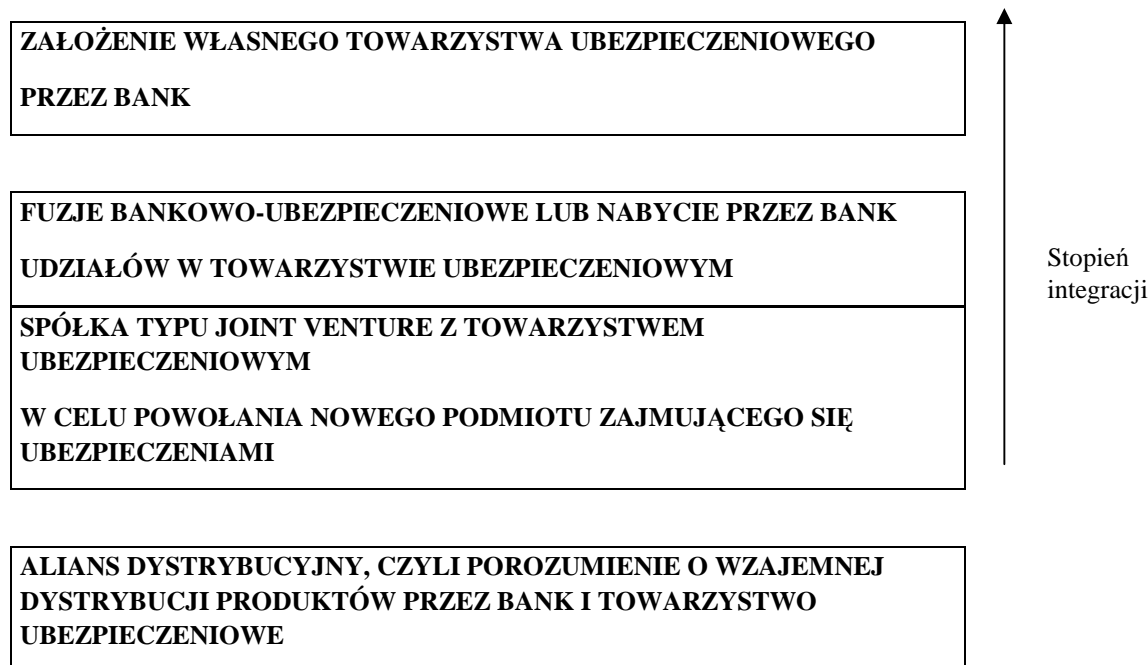 ZAŁOŻENIE WŁASNEGO TOWARZYSTWA UBEZPIECZENIOWEGO
PRZEZ BANK
FUZJE BANKOWO-UBEZPIECZENIOWE LUB NABYCIE PRZEZ BANK
UDZIAŁÓW W TOWARZYSTWIE UBEZPIECZENIOWYM
SPÓŁKA TYPU JOINT VENTURE Z TOWARZYSTWEM
UBEZPIECZENIOWYM
W CELU POWOŁANIA NOWEGO PODMIOTU ZAJMUJĄCEGO SIĘ
UBEZPIECZENIAMI
ALIANS DYSTRYBUCYJNY, CZYLI POROZUMIENIE O WZAJEMNEJ
DYSTRYBUCJI PRODUKTÓW PRZEZ BANK I TOWARZYSTWO
UBEZPIECZENIOWE
Stopień
integracji